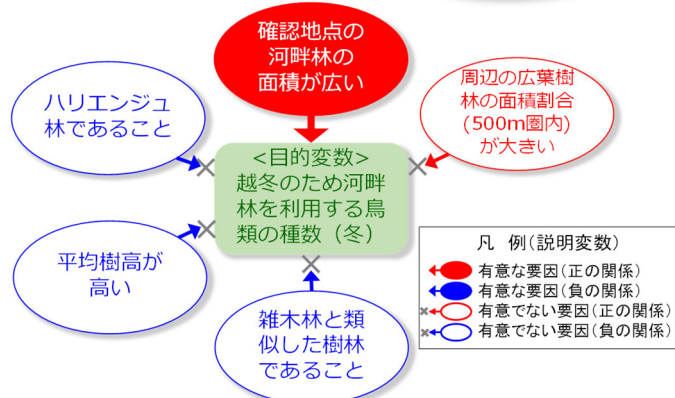 確認地点の
河畔林の
面積が広い
ハリエンジュ
林であること
周辺の広葉樹
林の面積割合
(500m圏内)
が大きい
<目的変数>
越冬のため河畔
林を利用する鳥
類の種数（冬）
平均樹高が
高い
雑木林と類
似した樹林
であること
凡 例(説明変数)
有意な要因(正の関係)
有意な要因(負の関係)
有意でない要因(正の関係)
有意でない要因(負の関係)